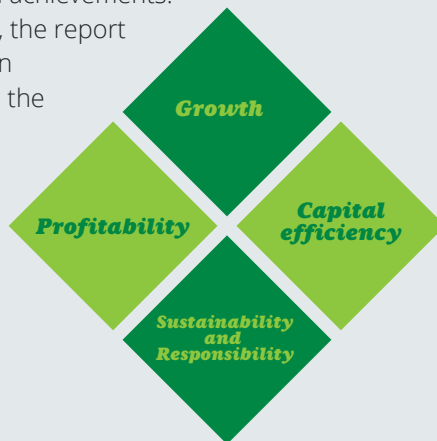 achievements.
, the report
n
the
Growth
Profitability
Capital
efficiency
Sustainability
and
Responsibility